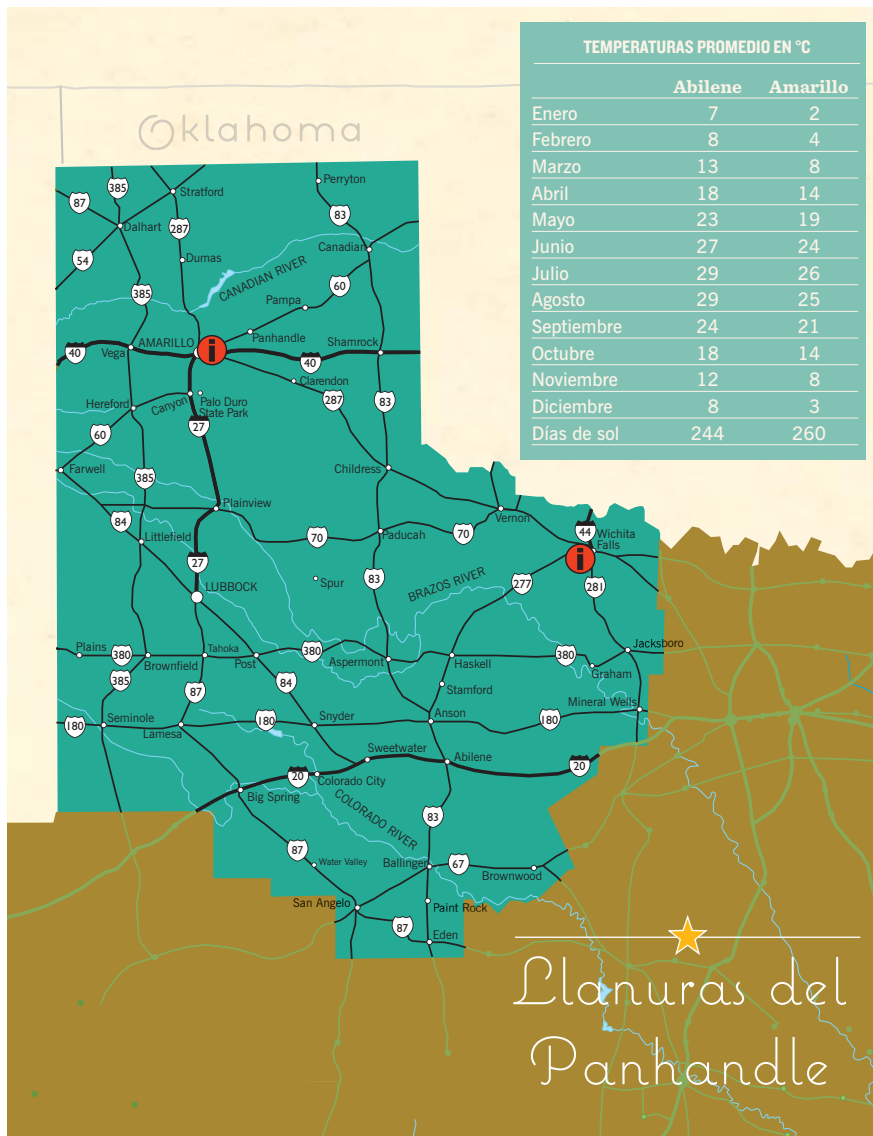 TEMPERATURAS PROMEDIO EN °C
Abilene Amarillo
Enero 7 2
Febrero 8 4
Marzo 13 8
Abril 18 14
Mayo 23 19
Junio 27 24
Julio 29 26
Agosto 29 25
Septiembre 24 21
Octubre 18 14
Noviembre 12 8
Diciembre 8 3
Días de sol 244 260
Oklahoma
Perryton
385
Stratford
87
83
Dalhart
287
Canadian
54
Dumas
CANADIAN RIVER
60
385
Pampa
Panhandle
AMARILLO
i
Shamrock
40
Vega
40
Clarendon
Canyon
Palo Duro
State Park
287
83
Hereford
27
60
Farwell
Childress
385
Plainview
Vernon
84
44
Wichita
Falls
Littlefield
70
Paducah
70
i
27
Spur
83
BRAZOS RIVER
277
281
LUBBOCK
Plains
380
Brownfield
Tahoka
Post
380
Aspermont
Haskell
380
Jacksboro
Graham
385
87
84
Stamford
Mineral Wells
180
Seminole
Lamesa
180
Snyder
Anson
180
Sweetwater
Abilene
20
20
Colorado City
Big Spring
COLORADO RIVER
83
87
Water Valley
Ballinger
67
Brownwood
San Angelo
Paint Rock
87
Eden
Llanuras del
Panhandle